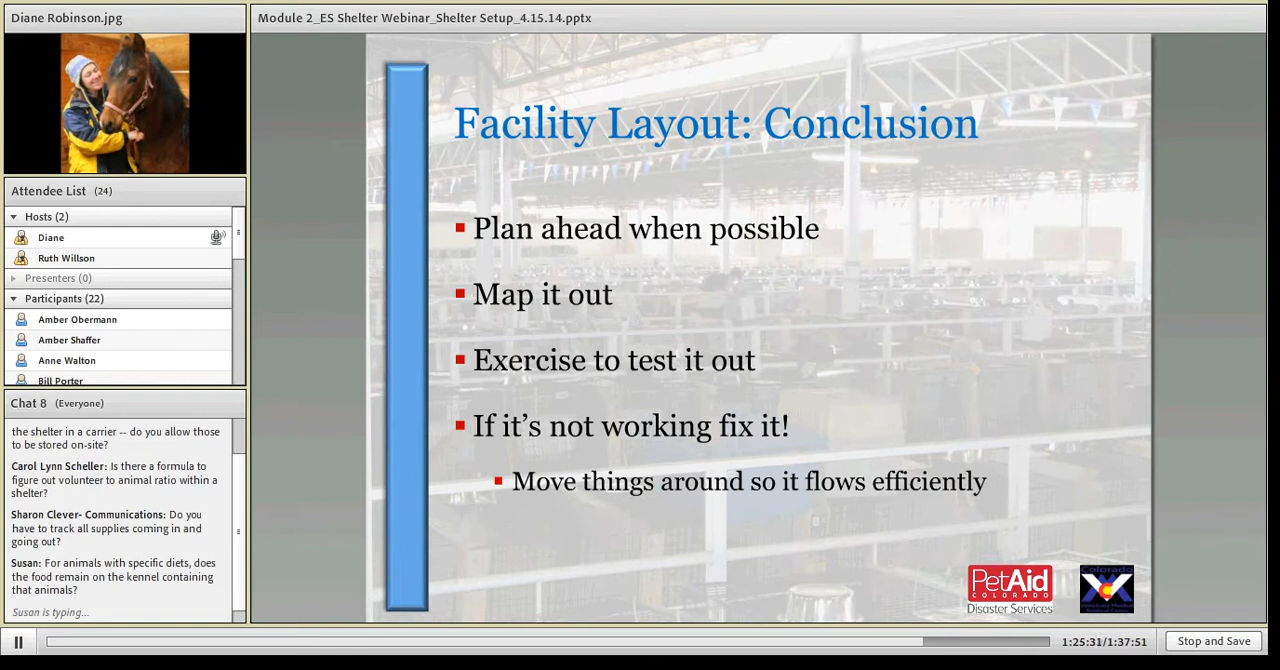 Diane Robinson.jpg
Module 2_ES Shelter Webinar_Shelter Setup_4.15.14.pptx
Attendee List (24)
Hosts (2)
Diane
Ruth Willson
Presenters (0)
Participants (22)
Amber Obermann
Amber Shaffer
Anne Walton
Bill Porter
Chat 8 (Everyone)
the shelter in a carrier -- do you allow those
to be stored on-site?
Carol Lynn Scheller: Is there a formula to
figure out volunteer to animal ratio within a
shelter?
Sharon Clever- Communications: Do you
have to track all supplies coming in and
going out?
Susan: For animals with specific diets, does
the food remain on the kennel containing
that animals?
Susan is typing...
Facility Layout: Conclusion
Plan ahead when possible
Map it out
Exercise to test it out
If it's not working fix it!
Move things around so it flows efficiently
PetAid
COLORADO
Disaster Services
Colorado
1:25:31/1:37:51
Stop and Save